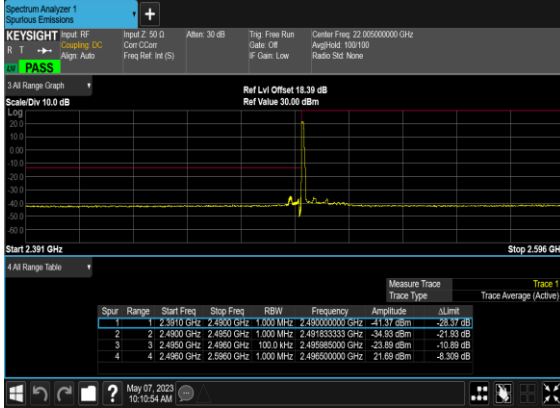 Spectrum Analyzer 1
Spurious Emissions
+
KEYSIGHT Input: RF Input Z: 50 Ω Atten: 30 dB Trig: Free Run Center Freq: 22.005000000 GHz
R T Coupling: DC Corr CCorr Gate: Off Avg|Hold: 100/100
Align: Auto Freq Ref: Int (S) IF Gain: Low Radio Std: None
LXI PASS
3 All Range Graph
Ref Lvl Offset 18.39 dB
Scale/Div 10.0 dB Ref Value 30.00 dBm
Log
20.0
10.0
0.00
-10.0
-20.0
-30.0
-40.0
-50.0
-60.0
Start 2.391 GHz Stop 2.596 GH
4 All Range Table
Measure Trace Trace 1
Trace Type Trace Average (Active)
Spur Range Start Freq Stop Freq RBW Frequency Amplitude ΔLimit
1 1 2.3910 GHz 2.4900 GHz 1.000 MHz 2.490000000 GHz -41.37 dBm -28.37 dB
2 2 2.4900 GHz 2.4950 GHz 1.000 MHz 2.491833333 GHz -34.93 dBm -21.93 dB
3 3 2.4950 GHz 2.4960 GHz 100.0 kHz 2.495985000 GHz -23.89 dBm -10.89 dB
4 4 2.4960 GHz 2.5960 GHz 1.000 MHz 2.496500000 GHz 21.69 dBm -8.309 dB
? May 07, 2023
10:10:54 AM